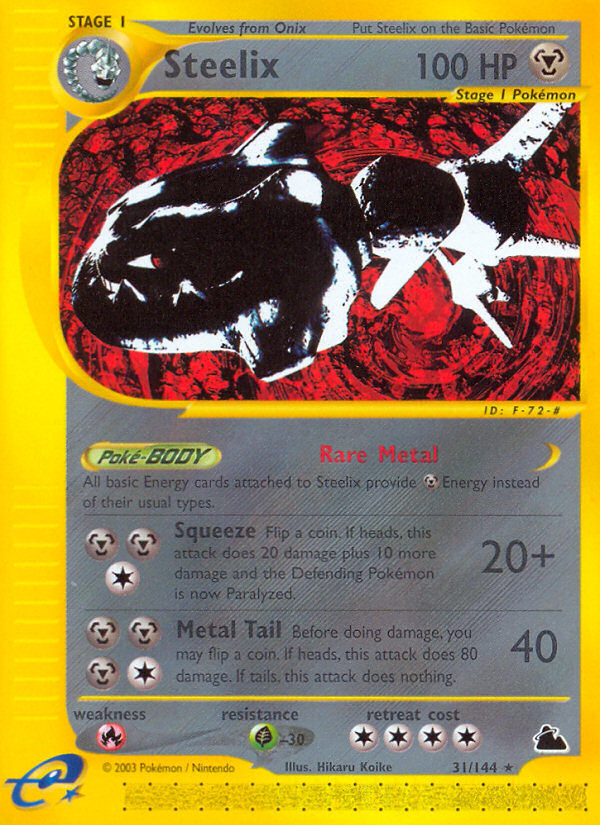 STAGE 1
Evolves from Onix
Put Steelix on the Basic Pokémon
Steelix
100 HP
Stage 1 Pokémon
ID: F-72-#
Poké-BODY
Rare Metal
All basic Energy cards attached to Steelix provide Energy instead
of their usual types.
Squeeze Flip a coin. If heads, this
attack does 20 damage plus 10 more
damage and the Defending Pokémon
is now Paralyzed.
20+
Metal Tail Before doing damage, you
may flip a coin. If heads, this attack does 80
damage. If tails, this attack does nothing.
40
weakness
resistance
retreat cost
-30
© 2003 Pokémon / Nintendo
Illus. Hikaru Koike
31/144 ★
e